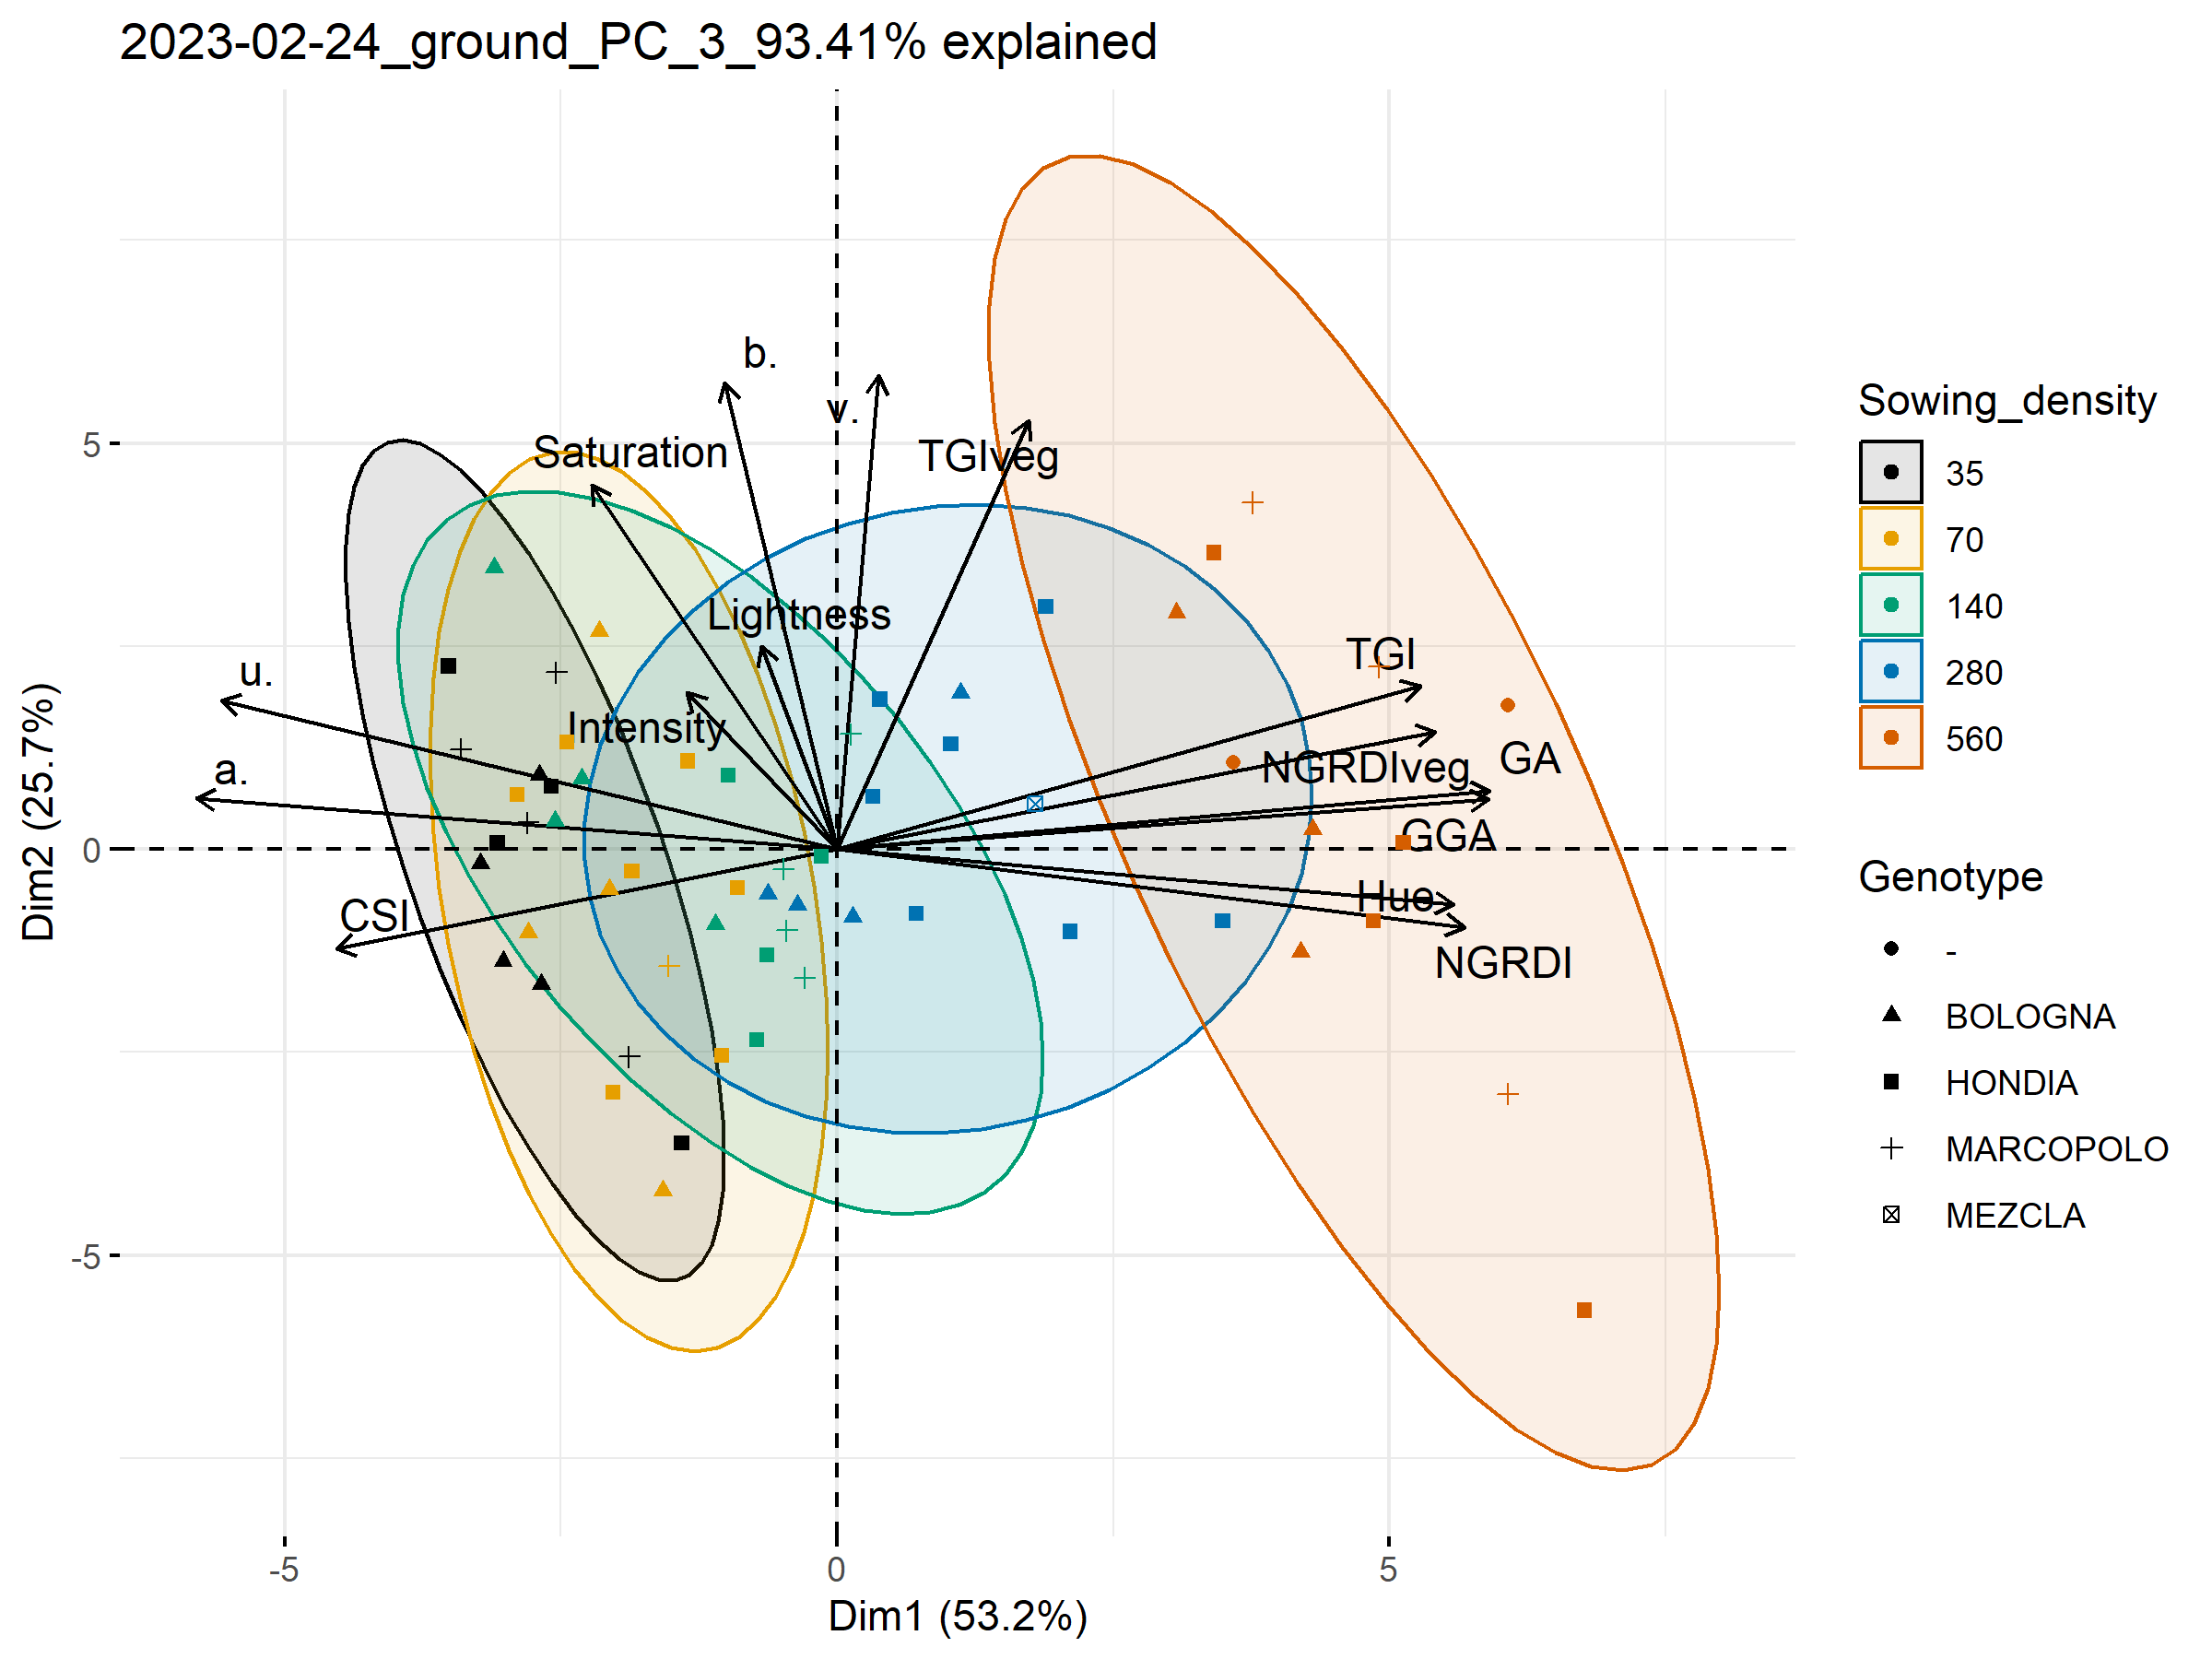 2023-02-24_ground_PC_3_93.41% explained
b.
v.
Saturation
TGIveg
Lightness
TGI
u.
Intensity
GA
NGRDIveg
a.
GGA
Hue
CSI
NGRDI
5
0
-5
Dim2 (25.7%)
-5
0
5
Dim1 (53.2%)
Sowing_density
35
70
140
280
560
Genotype
-
BOLOGNA
HONDIA
MARCOPOLO
MEZCLA